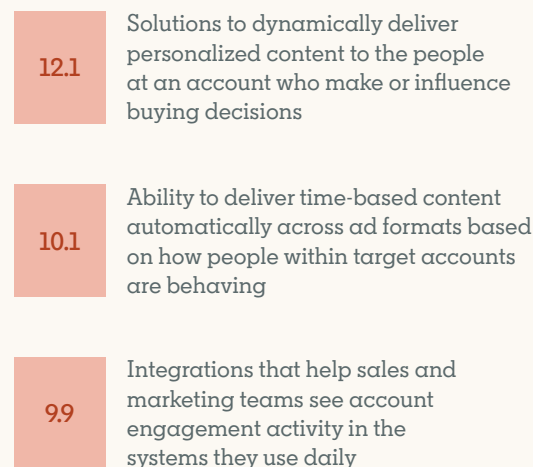 12.1
Solutions to dynamically deliver
personalized content to the people
at an account who make or influence
buying decisions
10.1
Ability to deliver time-based content
automatically across ad formats based
on how people within target accounts
are behaving
9.9
Integrations that help sales and
marketing teams see account
engagement activity in the
systems they use daily